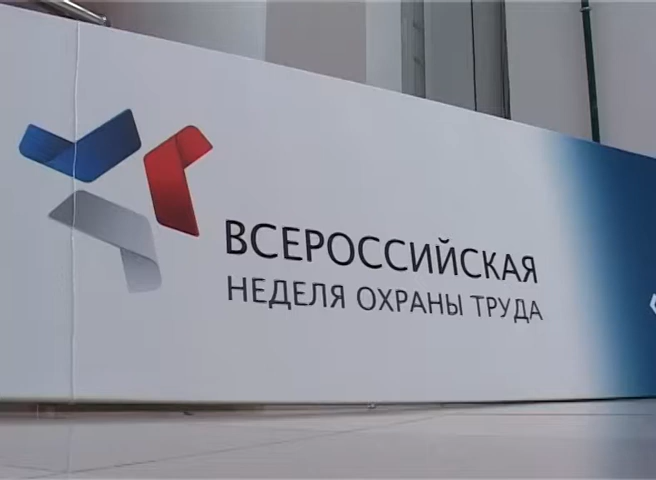 ВСЕРОССИЙСКАЯ
НЕДЕЛЯ ОХРАНЫ ТРУДА